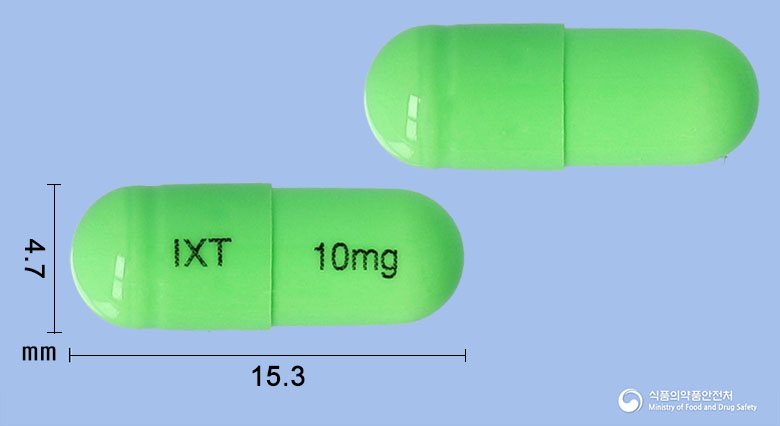 IXT 10mg
4.7
mm
15.3
식품의약품안전처
Ministry of Food and Drug Safety